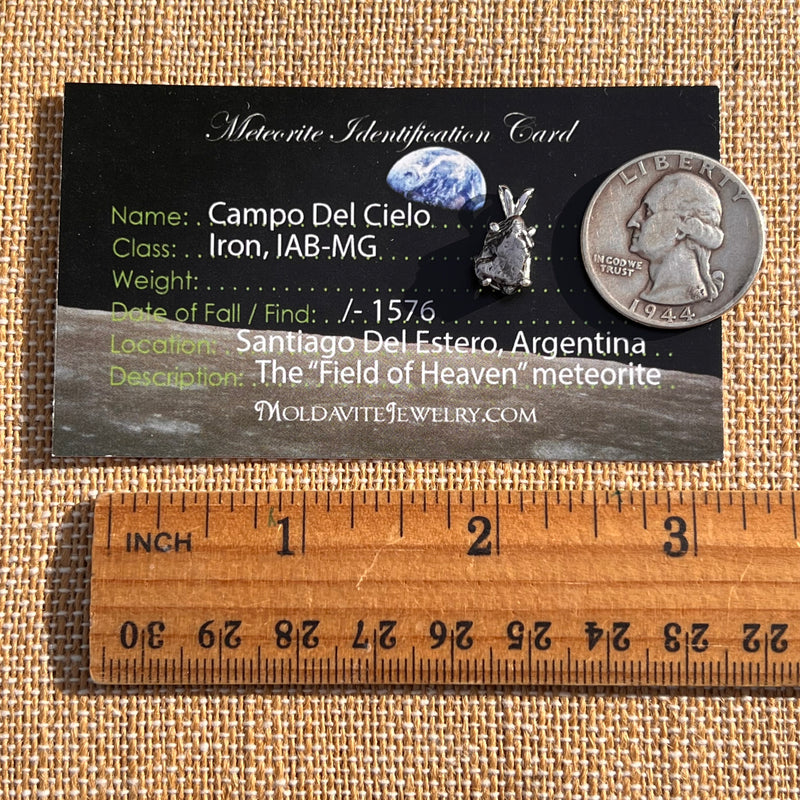 Meteorite Identification Card
Name: Campo Del Cielo
Class: Iron, IAB-MG
Weight:
Date of Fall / Find: /- 1576
Location: Santiago Del Estero, Argentina
Description: The "Field of Heaven" meteorite
MOLDAVITEJEWELRY.COM
LIBERTY
IN GOD WE
TRUST
1944
INCH 1 2 3
30 29 28 27 26 25 24 23 22